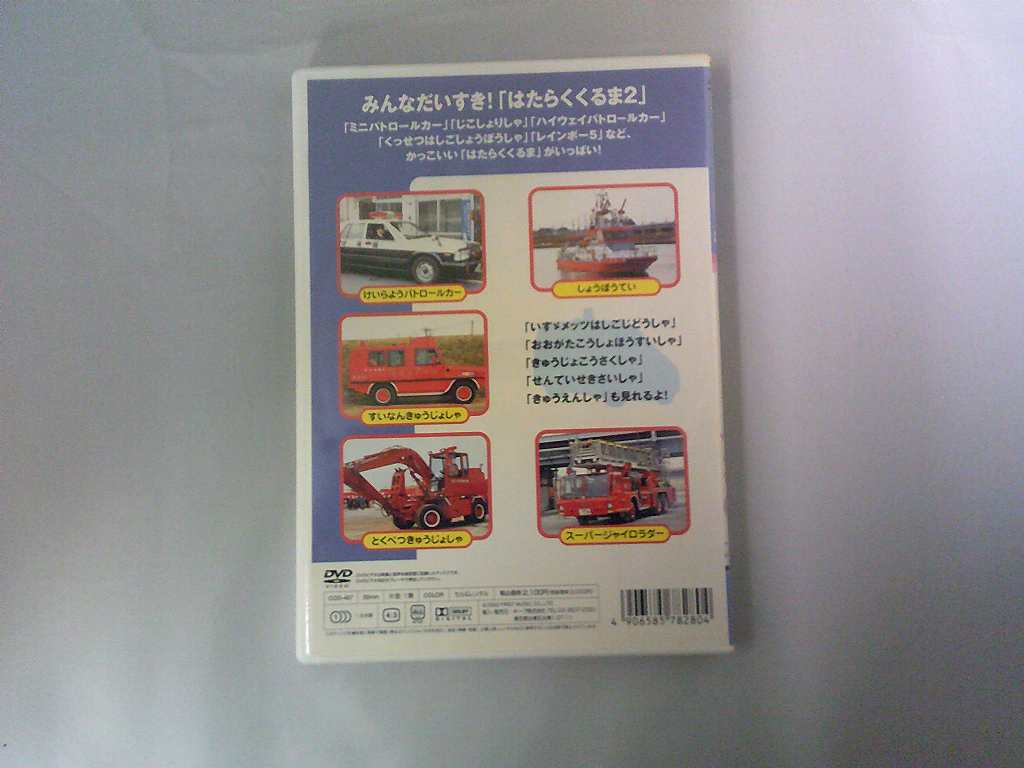 みんなだいすき!「はたらくくるま2」
「ミニパトロールカー」「じこしょりしゃ」「ハイウェイパトロールカー」
「くっせつはしごしょうぼうしゃ」「レインボー5」など、
かっこいい「はたらくくるま」がいっぱい!
けいらようパトロールカー
しょうぼうてい
「いすゞメッツはしごじどうしゃ」
「おおがたこうしょほうすいしゃ」
「きゅうじょこうさくしゃ」
「せんていせきさいしゃ」
「きゅうえんしゃ」も見れるよ!
すいなんきゅうじょしゃ
とくべつきゅうじょしゃ
スーパージャイロラダー
DVD
VIDEO
COLOR
4:3
DOLBY
DIGITAL
4 906585 782804